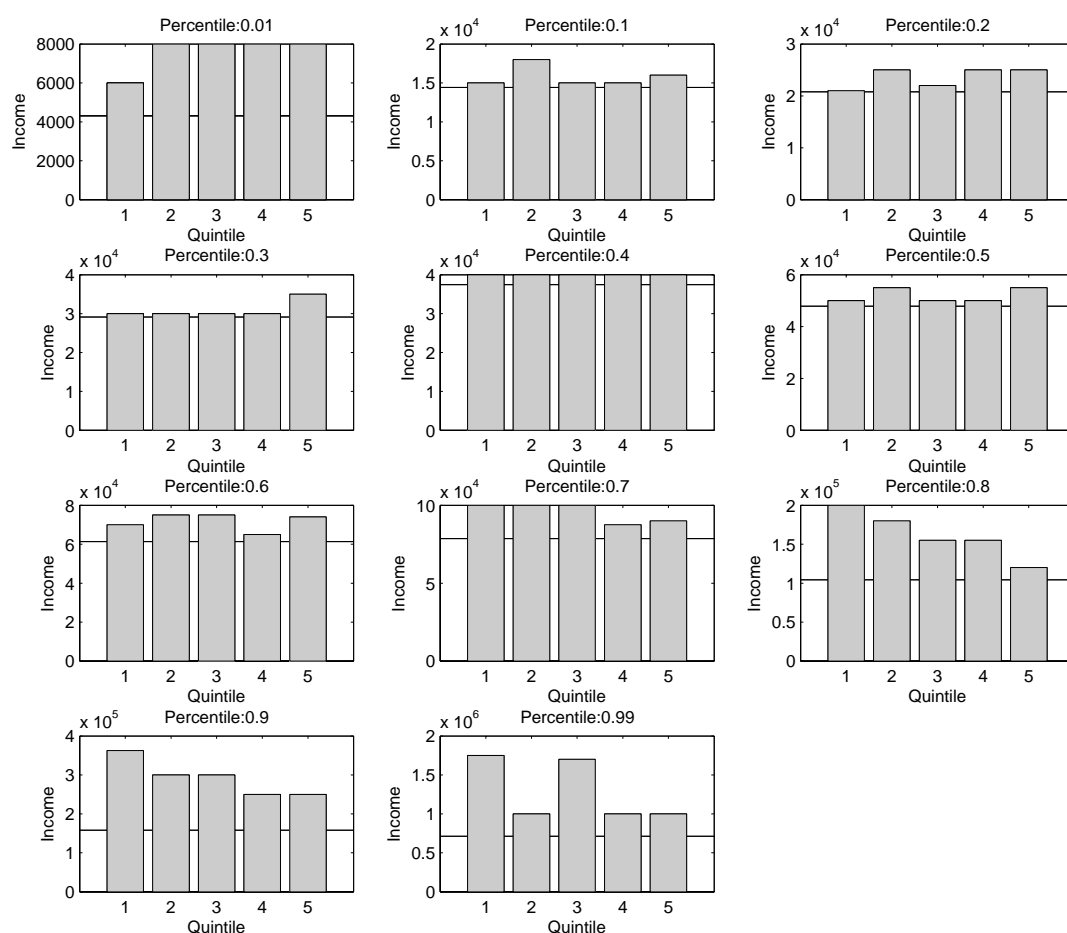 Percentile:0.01
8000
6000
4000
2000
0
Income
1 2 3 4 5
Quintile
Percentile:0.1
x 10^4
2
1.5
1
0.5
0
Income
1 2 3 4 5
Quintile
Percentile:0.2
x 10^4
3
2
1
0
Income
1 2 3 4 5
Quintile
Percentile:0.3
x 10^4
4
3
2
1
0
Income
1 2 3 4 5
Quintile
Percentile:0.4
x 10^4
4
3
2
1
0
Income
1 2 3 4 5
Quintile
Percentile:0.5
x 10^4
6
4
2
0
Income
1 2 3 4 5
Quintile
Percentile:0.6
x 10^4
8
6
4
2
0
Income
1 2 3 4 5
Quintile
Percentile:0.7
x 10^4
10
5
0
Income
1 2 3 4 5
Quintile
Percentile:0.8
x 10^5
2
1.5
1
0.5
0
Income
1 2 3 4 5
Quintile
Percentile:0.9
x 10^5
4
3
2
1
0
Income
1 2 3 4 5
Quintile
Percentile:0.99
x 10^6
2
1.5
1
0.5
0
Income
1 2 3 4 5
Quintile